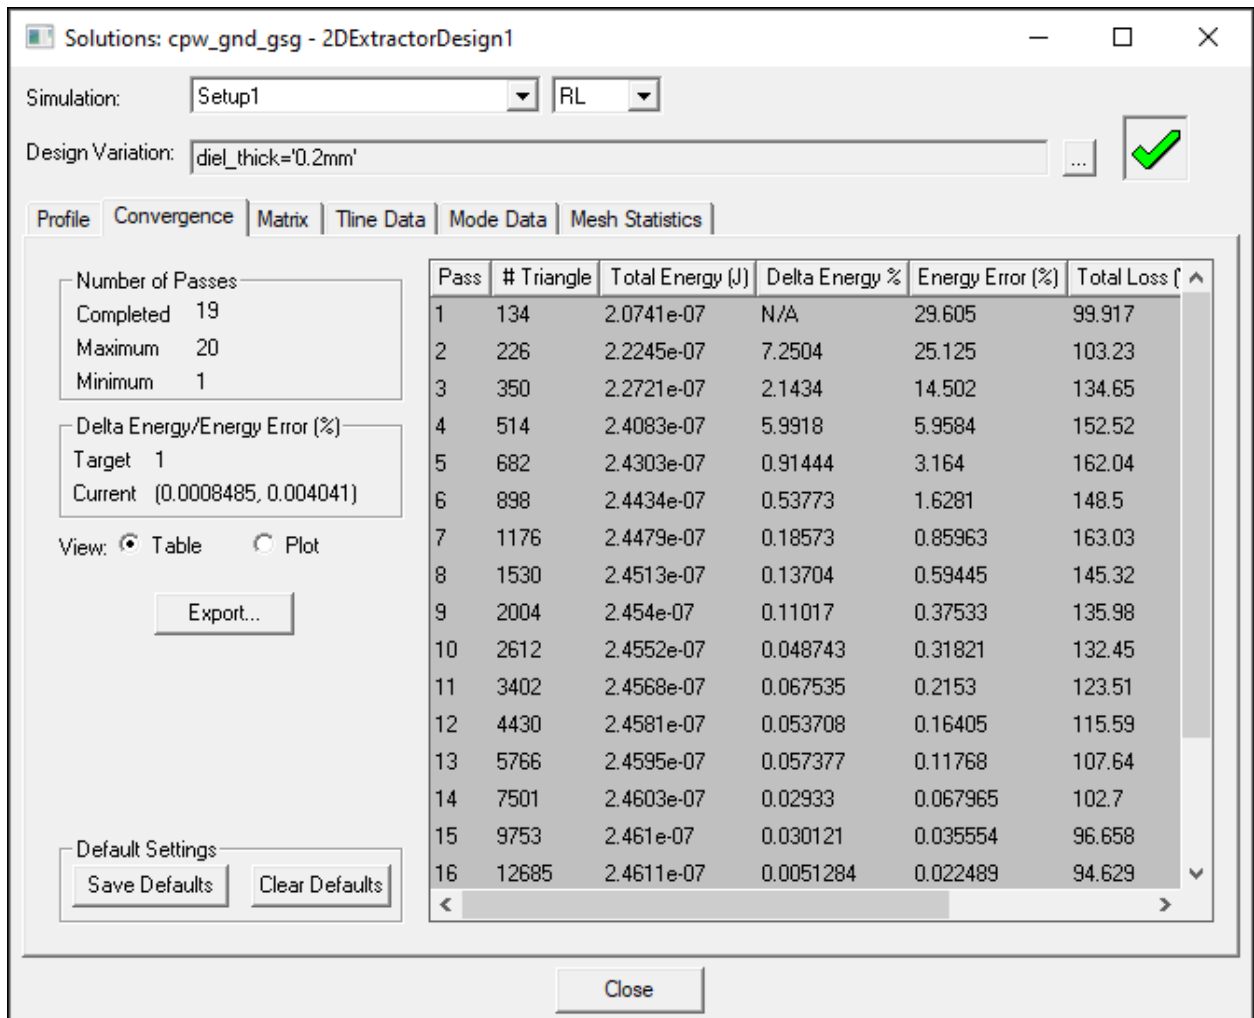 Solutions: cpw_gnd_gsg - 2DExtractorDesign1
Simulation: Setup1 RL
Design Variation: diel_thick='0.2mm' ...
Profile Convergence Matrix Tline Data Mode Data Mesh Statistics
Number of Passes
Completed 19
Maximum 20
Minimum 1
Delta Energy/Energy Error (%)
Target 1
Current (0.0008485, 0.004041)
View: Table Plot
Export...
Default Settings
Save Defaults Clear Defaults
Pass # Triangle Total Energy (J) Delta Energy % Energy Error (%) Total Loss (
1 134 2.0741e-07 N/A 29.605 99.917
2 226 2.2245e-07 7.2504 25.125 103.23
3 350 2.2721e-07 2.1434 14.502 134.65
4 514 2.4083e-07 5.9918 5.9584 152.52
5 682 2.4303e-07 0.91444 3.164 162.04
6 898 2.4434e-07 0.53773 1.6281 148.5
7 1176 2.4479e-07 0.18573 0.85963 163.03
8 1530 2.4513e-07 0.13704 0.59445 145.32
9 2004 2.454e-07 0.11017 0.37533 135.98
10 2612 2.4552e-07 0.048743 0.31821 132.45
11 3402 2.4568e-07 0.067535 0.2153 123.51
12 4430 2.4581e-07 0.053708 0.16405 115.59
13 5766 2.4595e-07 0.057377 0.11768 107.64
14 7501 2.4603e-07 0.02933 0.067965 102.7
15 9753 2.461e-07 0.030121 0.035554 96.658
16 12685 2.4611e-07 0.0051284 0.022489 94.629
Close